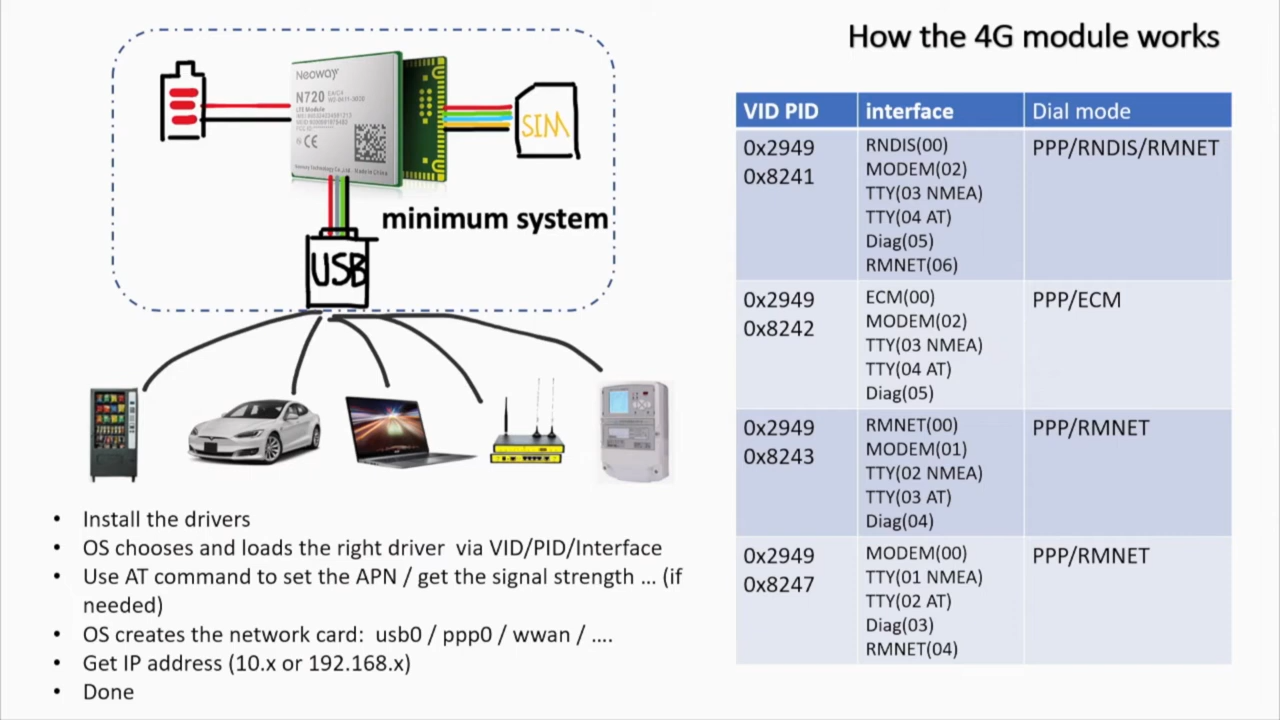 How the 4G module works
Neoway
N720
LTE Module
SIM
minimum system
USB
Install the drivers
OS chooses and loads the right driver via VID/PID/Interface
Use AT command to set the APN / get the signal strength … (if
needed)
OS creates the network card: usb0 / ppp0 / wwan / ….
Get IP address (10.x or 192.168.x)
Done
VID PID interface Dial mode
0x2949
0x8241
RNDIS(00)
MODEM(02)
TTY(03 NMEA)
TTY(04 AT)
Diag(05)
RMNET(06)
PPP/RNDIS/RMNET
0x2949
0x8242
ECM(00)
MODEM(02)
TTY(03 NMEA)
TTY(04 AT)
Diag(05)
PPP/ECM
0x2949
0x8243
RMNET(00)
MODEM(01)
TTY(02 NMEA)
TTY(03 AT)
Diag(04)
PPP/RMNET
0x2949
0x8247
MODEM(00)
TTY(01 NMEA)
TTY(02 AT)
Diag(03)
RMNET(04)
PPP/RMNET